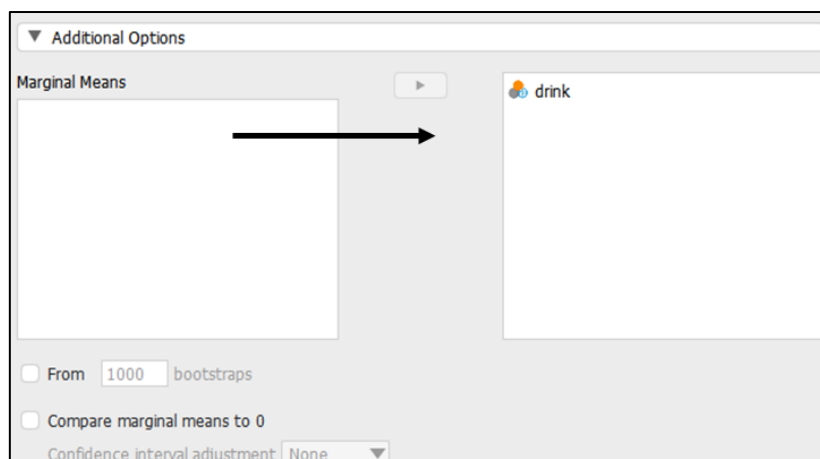 Additional Options
Marginal Means
drink
From 1000 bootstraps
Compare marginal means to 0
Confidence interval adjustment None